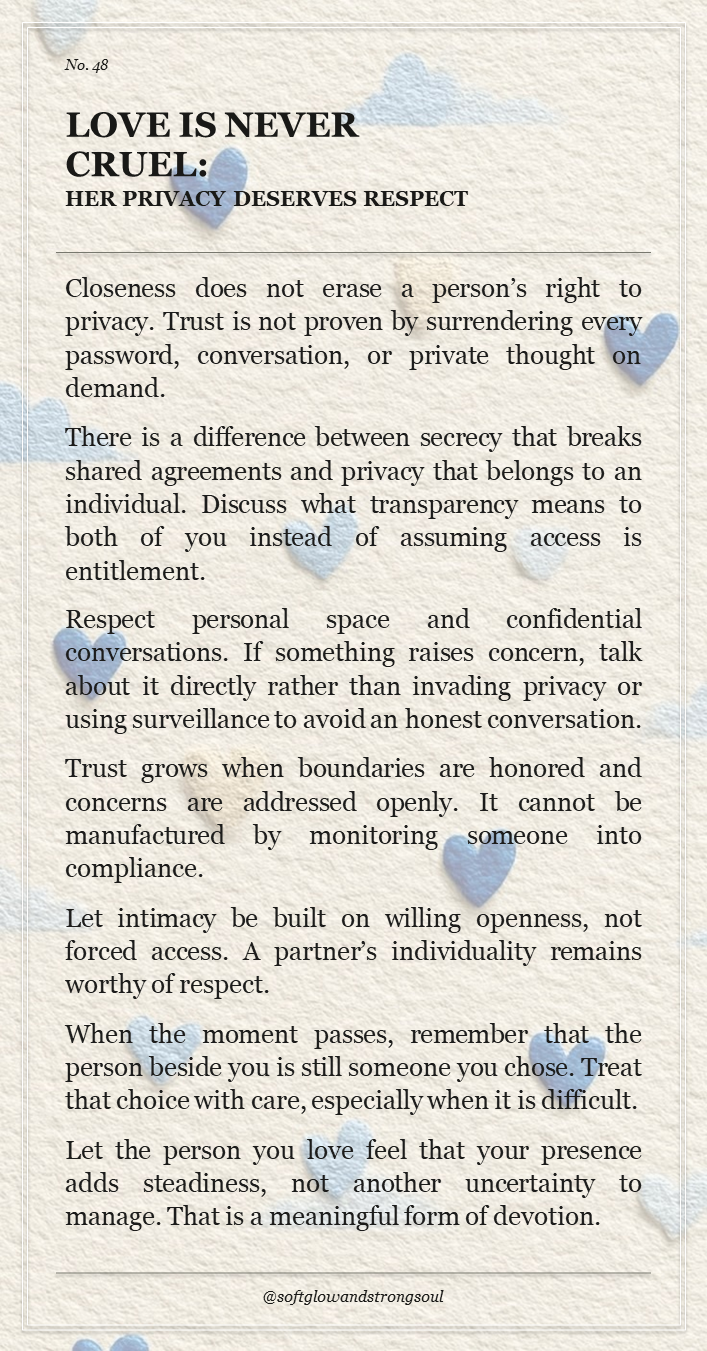 No. 48
LOVE IS NEVER
CRUEL:
HER PRIVACY DESERVES RESPECT
Closeness does not erase a person’s right to
privacy. Trust is not proven by surrendering every
password, conversation, or private thought on
demand.
There is a difference between secrecy that breaks
shared agreements and privacy that belongs to an
individual. Discuss what transparency means to
both of you instead of assuming access is
entitlement.
Respect personal space and confidential
conversations. If something raises concern, talk
about it directly rather than invading privacy or
using surveillance to avoid an honest conversation.
Trust grows when boundaries are honored and
concerns are addressed openly. It cannot be
manufactured by monitoring someone into
compliance.
Let intimacy be built on willing openness, not
forced access. A partner’s individuality remains
worthy of respect.
When the moment passes, remember that the
person beside you is still someone you chose. Treat
that choice with care, especially when it is difficult.
Let the person you love feel that your presence
adds steadiness, not another uncertainty to
manage. That is a meaningful form of devotion.
@softglowandstrongsoul